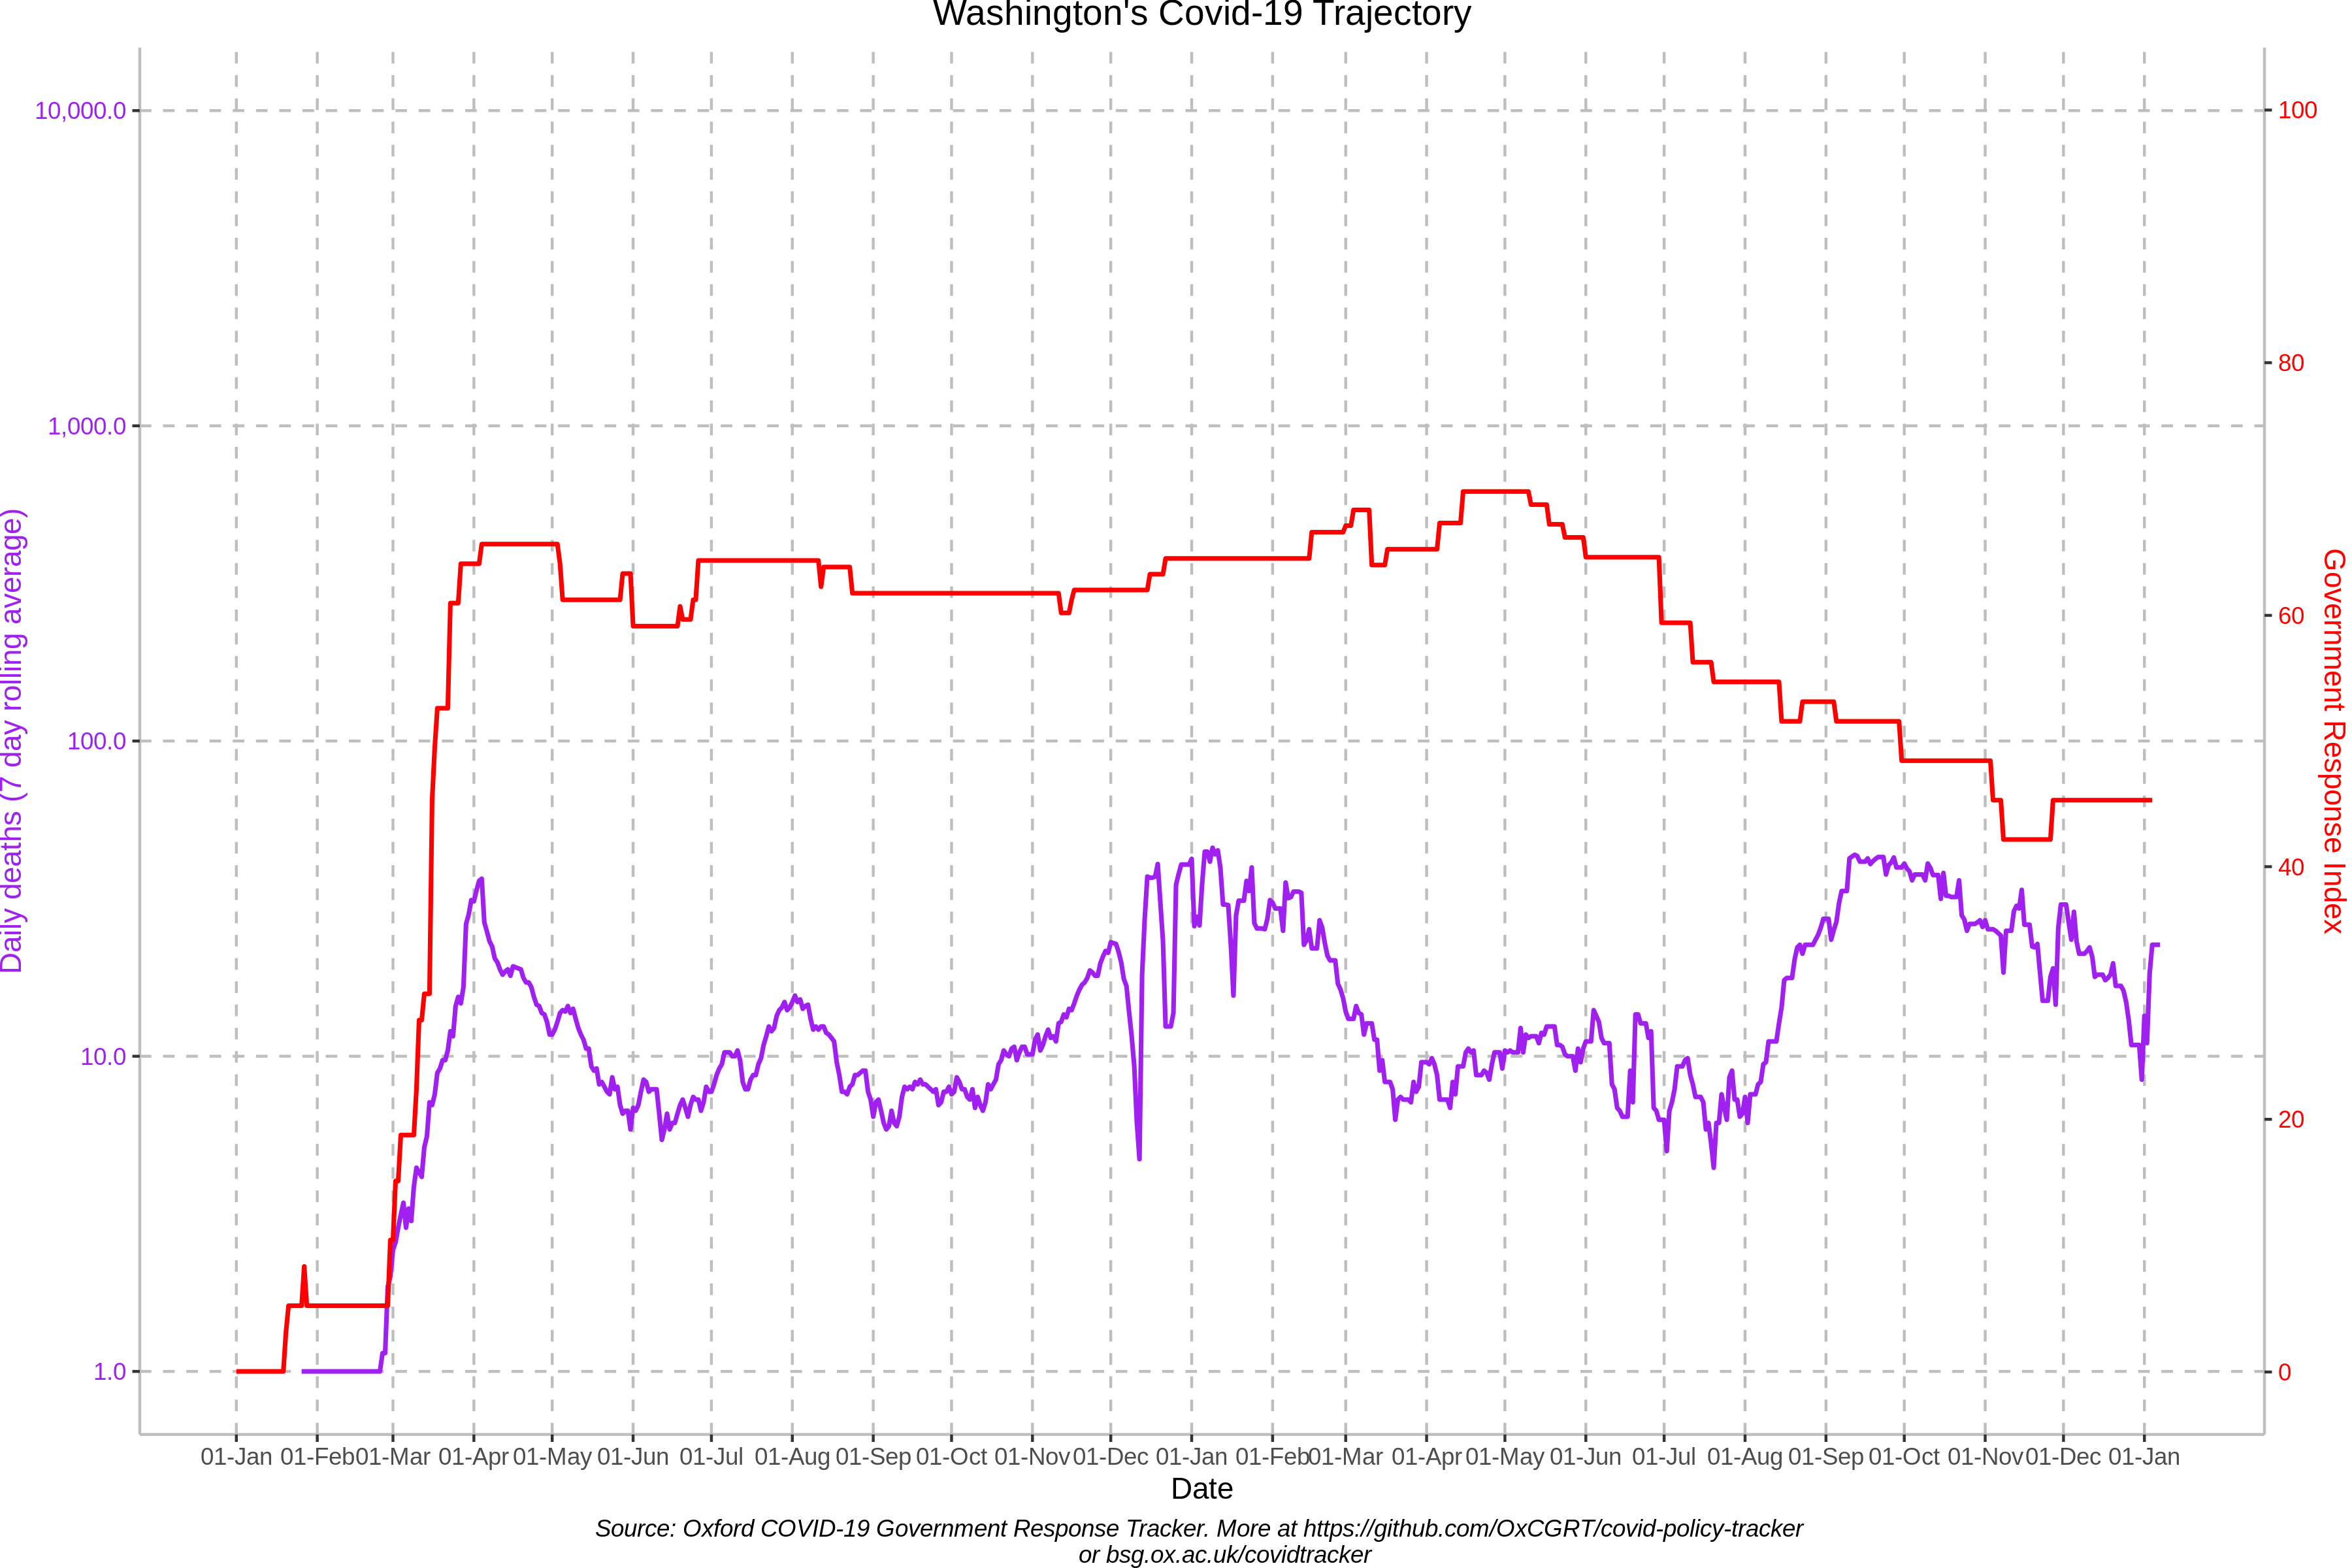 Washington's Covid-19 Trajectory
10,000.0
1,000.0
100.0
10.0
1.0
Daily deaths (7 day rolling average)
100
80
60
40
20
0
Government Response Index
01-Jan 01-Feb 01-Mar 01-Apr 01-May 01-Jun 01-Jul 01-Aug 01-Sep 01-Oct 01-Nov 01-Dec 01-Jan 01-Feb 01-Mar 01-Apr 01-May 01-Jun 01-Jul 01-Aug 01-Sep 01-Oct 01-Nov 01-Dec 01-Jan
Date
Source: Oxford COVID-19 Government Response Tracker. More at https://github.com/OxCGRT/covid-policy-tracker
or bsg.ox.ac.uk/covidtracker